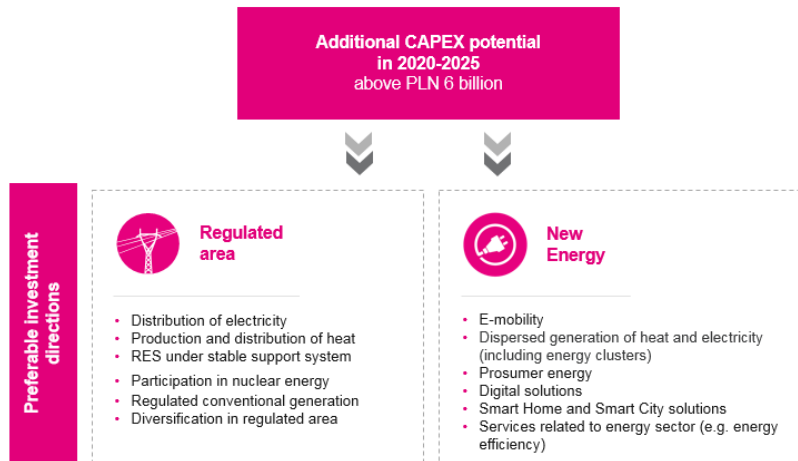 Additional CAPEX potential
in 2020-2025
above PLN 6 billion
Preferable investment
directions
Regulated
area
• Distribution of electricity
• Production and distribution of heat
• RES under stable support system
• Participation in nuclear energy
• Regulated conventional generation
• Diversification in regulated area
New
Energy
• E-mobility
• Dispersed generation of heat and electricity
(including energy clusters)
• Prosumer energy
• Digital solutions
• Smart Home and Smart City solutions
• Services related to energy sector (e.g. energy
efficiency)